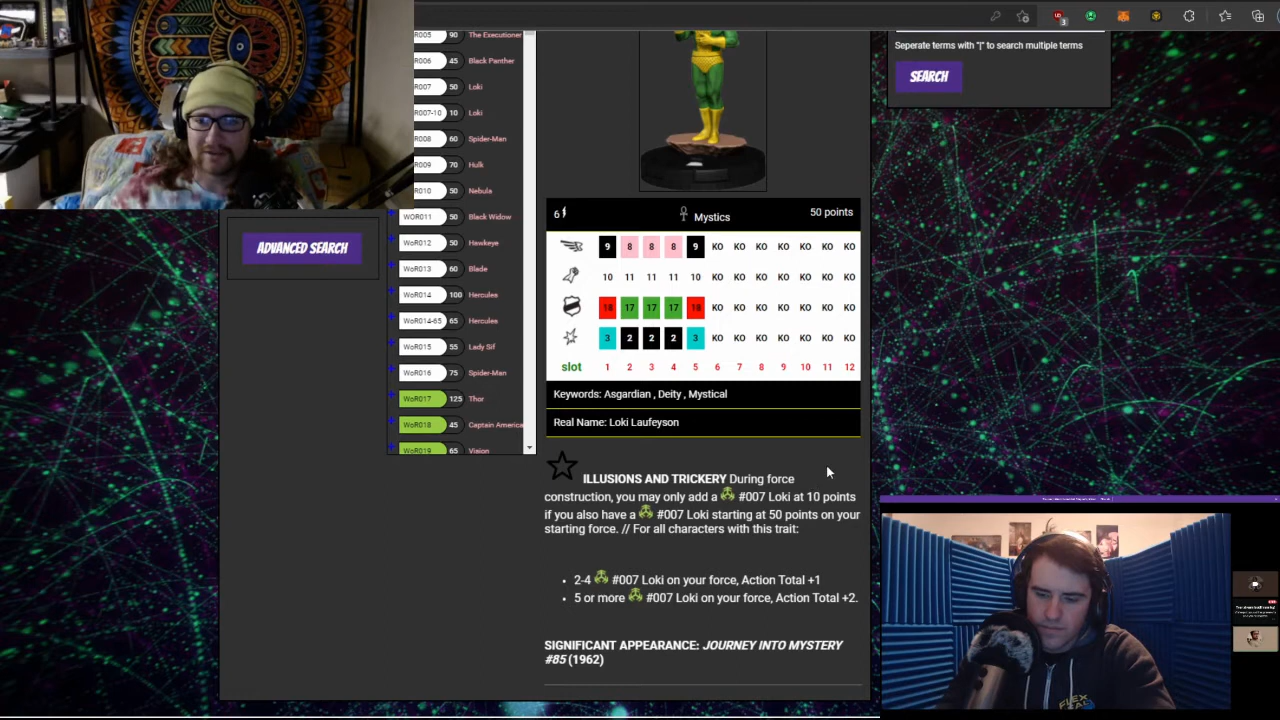 3
R005 90 The Executioner
R006 45 Black Panther
R007 50 Loki
R007-10 10 Loki
R008 60 Spider-Man
R009 70 Hulk
R010 50 Nebula
WOR011 50 Black Widow
WoR012 50 Hawkeye
WoR013 60 Blade
WoR014 100 Hercules
WoR014-65 65 Hercules
WoR015 55 Lady Sif
WoR016 75 Spider-Man
WoR017 125 Thor
WoR018 45 Captain America
WoR019 65 Vision
ADVANCED SEARCH
Seperate terms with "|" to search multiple terms
SEARCH
6 Mystics 50 points
9 8 8 8 9 KO KO KO KO KO KO KO
10 11 11 11 10 KO KO KO KO KO KO KO
18 17 17 17 18 KO KO KO KO KO KO KO
3 2 2 2 3 KO KO KO KO KO KO KO
slot 1 2 3 4 5 6 7 8 9 10 11 12
Keywords: Asgardian , Deity , Mystical
Real Name: Loki Laufeyson
ILLUSIONS AND TRICKERY During force
construction, you may only add a #007 Loki at 10 points
if you also have a #007 Loki starting at 50 points on your
starting force. // For all characters with this trait:
• 2-4 #007 Loki on your force, Action Total +1
• 5 or more #007 Loki on your force, Action Total +2.
SIGNIFICANT APPEARANCE: JOURNEY INTO MYSTERY
#85 (1962)